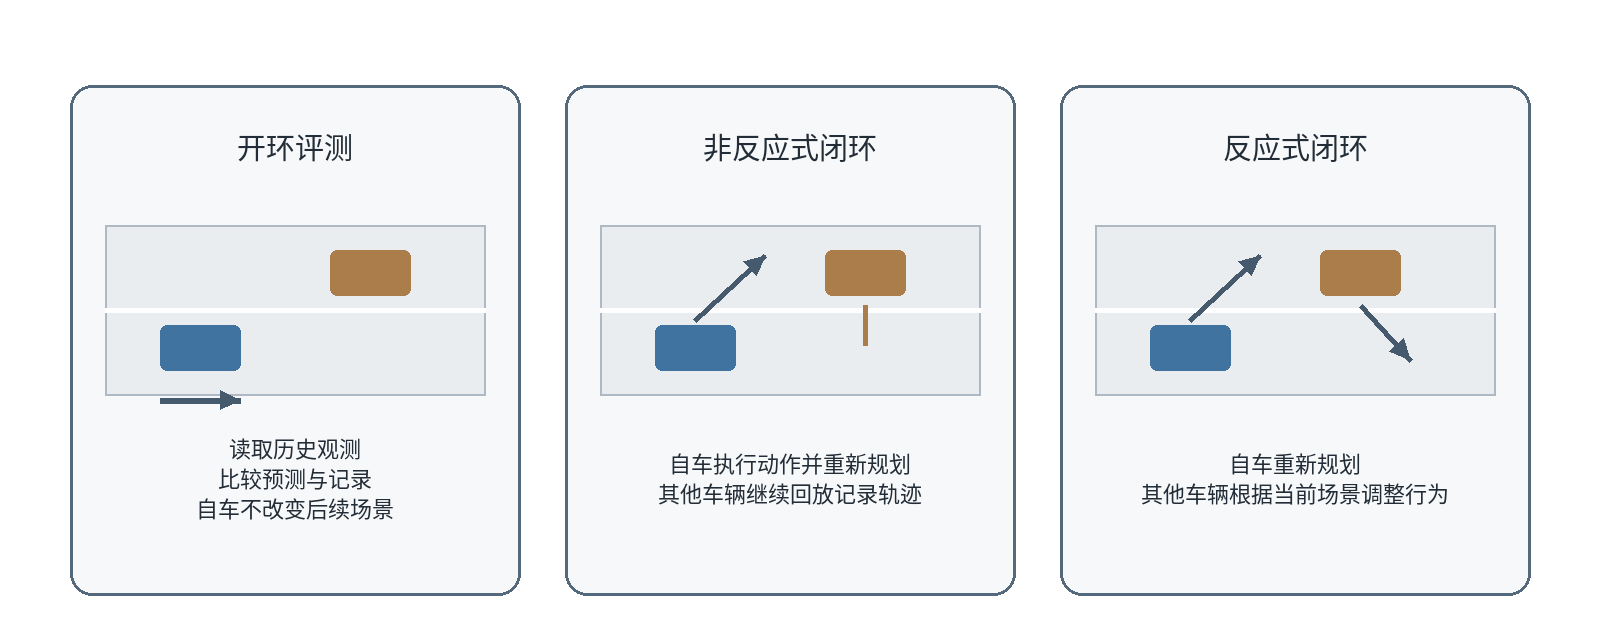 开环评测
读取历史观测
比较预测与记录
自车不改变后续场景
非反应式闭环
自车执行动作并重新规划
其他车辆继续回放记录轨迹
反应式闭环
自车重新规划
其他车辆根据当前场景调整行为